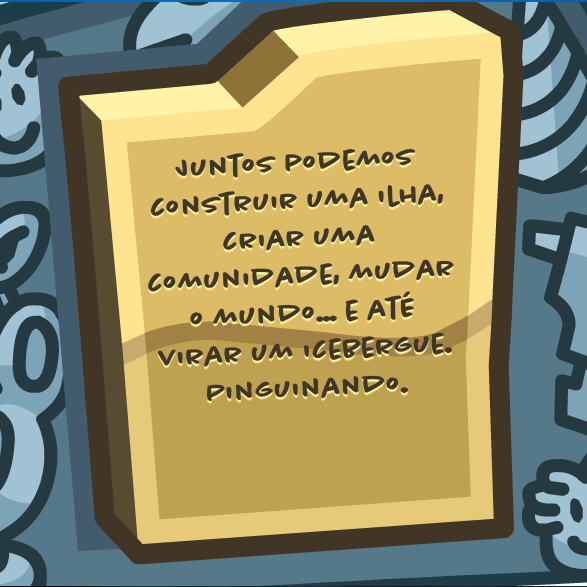 JUNTOS PODEMOS
CONSTRUIR UMA ILHA,
CRIAR UMA
COMUNIDADE, MUDAR
O MUNDO... E ATÉ
VIRAR UM ICEBERGUE.
PINGUINANDO.